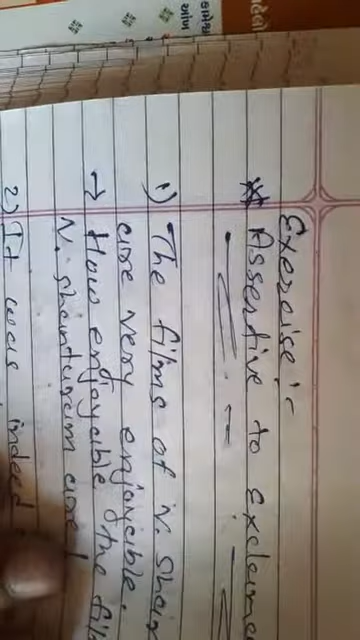 Exercise :-
* Assertive to Exclama
1) The films of V. Shan
are very enjoyable.
→ How enjoyable the fil
V. Shantaram are!
2) It was indeed